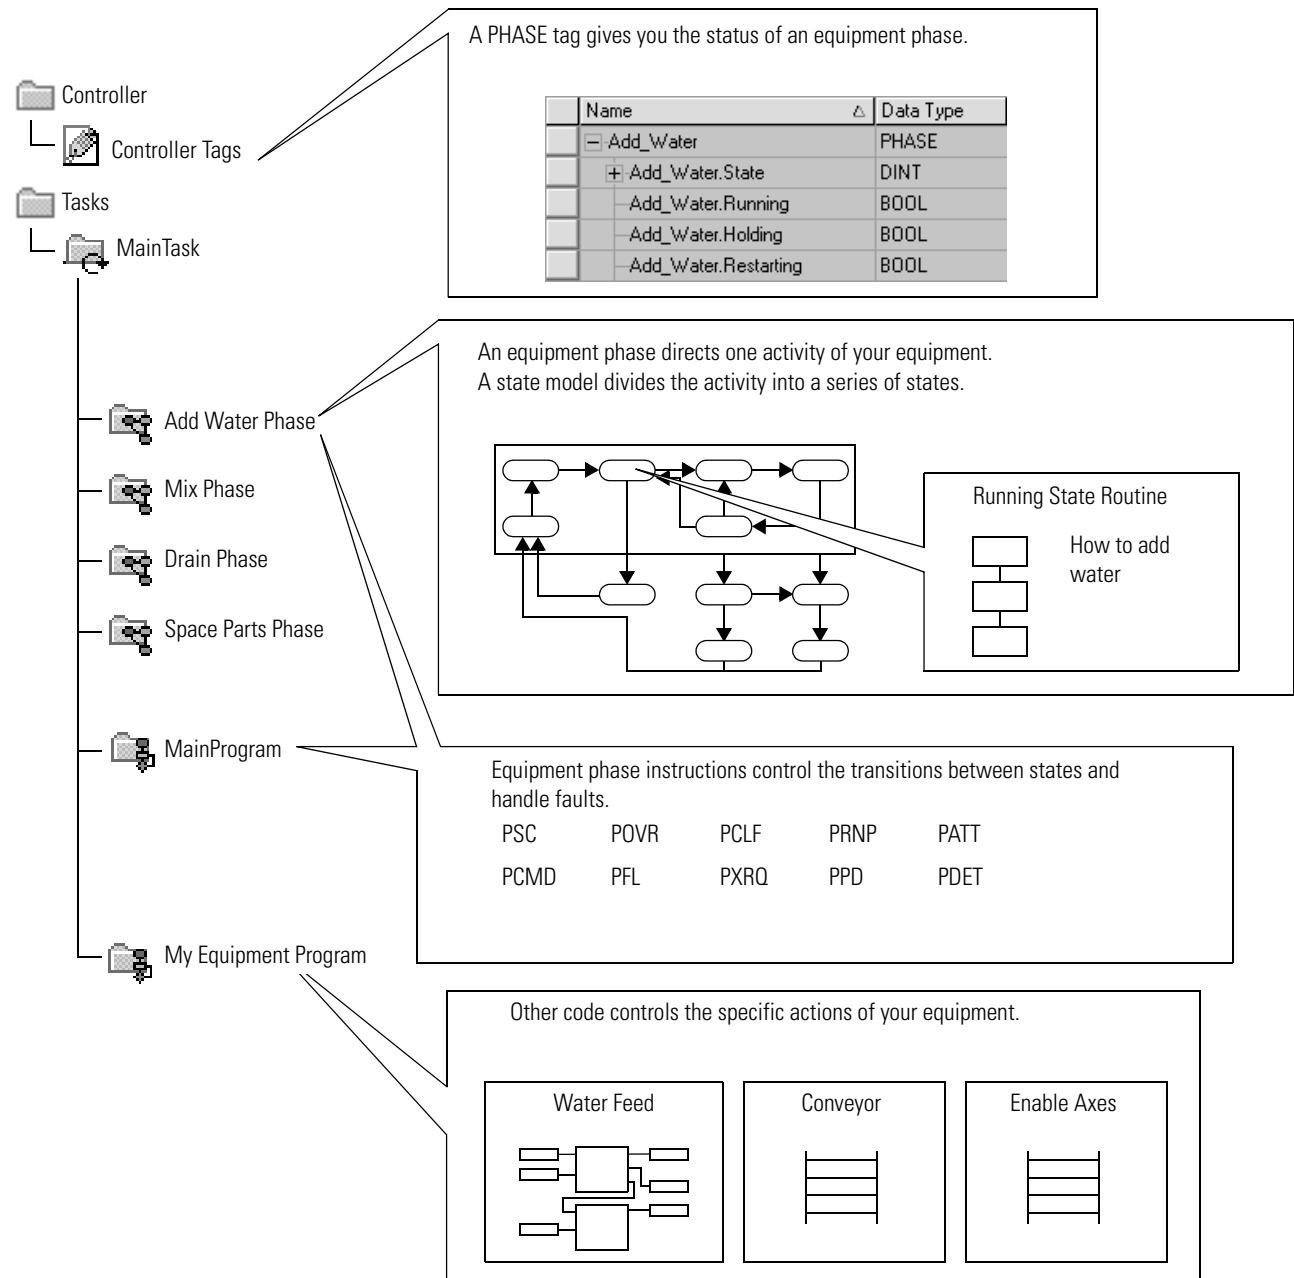 A PHASE tag gives you the status of an equipment phase.
Controller
Controller Tags
Name Data Type
Add_Water PHASE
Add_Water.State DINT
Add_Water.Running BOOL
Add_Water.Holding BOOL
Add_Water.Restarting BOOL
Tasks
MainTask
An equipment phase directs one activity of your equipment.
A state model divides the activity into a series of states.
Add Water Phase
Mix Phase
Drain Phase
Space Parts Phase
Running State Routine
How to add
water
MainProgram
Equipment phase instructions control the transitions between states and
handle faults.
PSC POVR PCLF PRNP PATT
PCMD PFL PXRQ PPD PDET
My Equipment Program
Other code controls the specific actions of your equipment.
Water Feed Conveyor Enable Axes